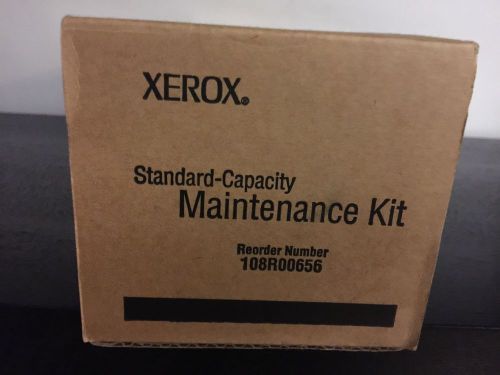 XEROX®
Standard-Capacity
Maintenance Kit
Reorder Number
108R00656